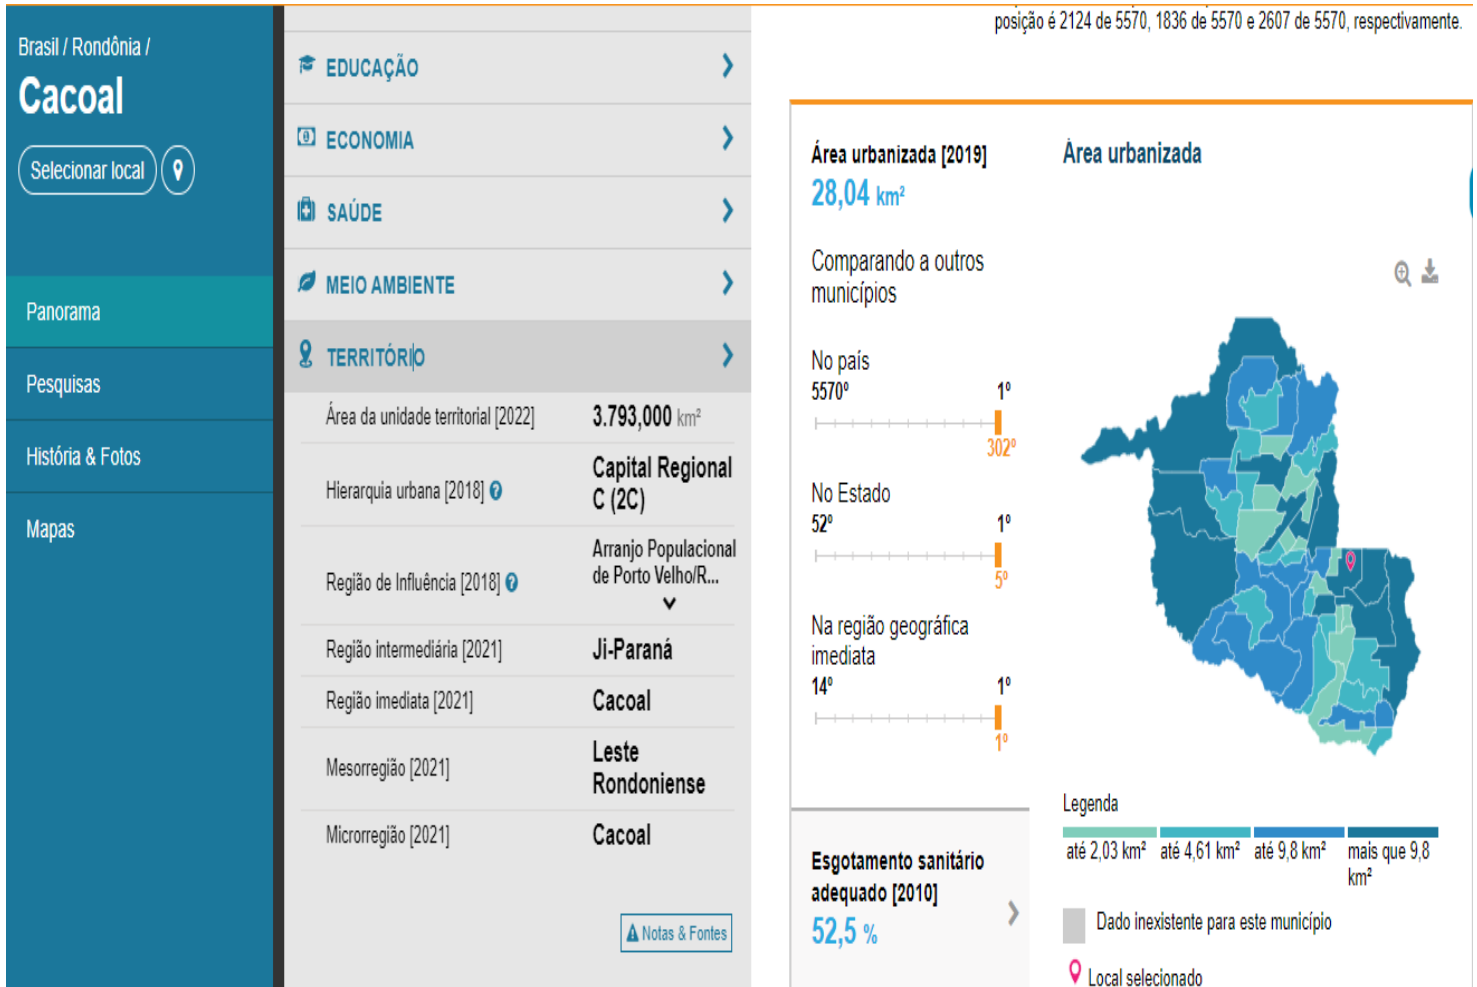 Brasil / Rondônia /
Cacoal
Selecionar local
Panorama
Pesquisas
História & Fotos
Mapas
EDUCAÇÃO
ECONOMIA
SAÚDE
MEIO AMBIENTE
TERRITÓRIO
Área da unidade territorial [2022] 3.793,000 km²
Hierarquia urbana [2018] Capital Regional
C (2C)
Região de Influência [2018] Arranjo Populacional
de Porto Velho/R...
Região intermediária [2021] Ji-Paraná
Região imediata [2021] Cacoal
Mesorregião [2021] Leste
Rondoniense
Microrregião [2021] Cacoal
Notas & Fontes
posição é 2124 de 5570, 1836 de 5570 e 2607 de 5570, respectivamente.
Área urbanizada [2019]
28,04 km²
Comparando a outros
municípios
No país
5570º 1º
302º
No Estado
52º 1º
5º
Na região geográfica
imediata
14º 1º
1º
Esgotamento sanitário
adequado [2010]
52,5 %
Área urbanizada
Legenda
até 2,03 km² até 4,61 km² até 9,8 km² mais que 9,8
km²
Dado inexistente para este município
Local selecionado